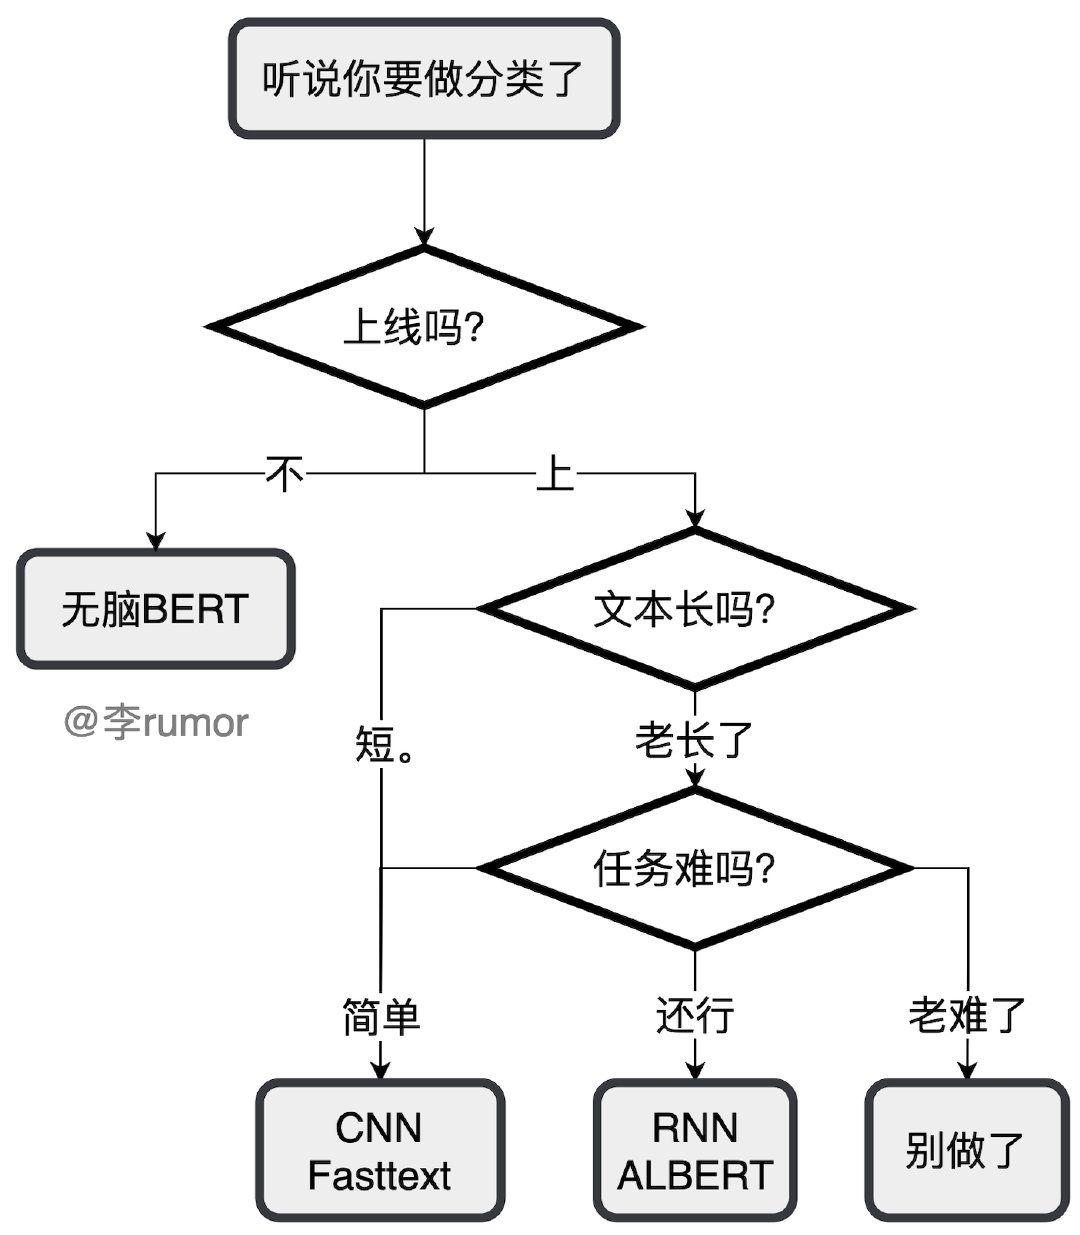 听说你要做分类了
上线吗?
不
上
无脑BERT
文本长吗?
@李rumor
短。
老长了
任务难吗?
简单
还行
老难了
CNN
Fasttext
RNN
ALBERT
别做了